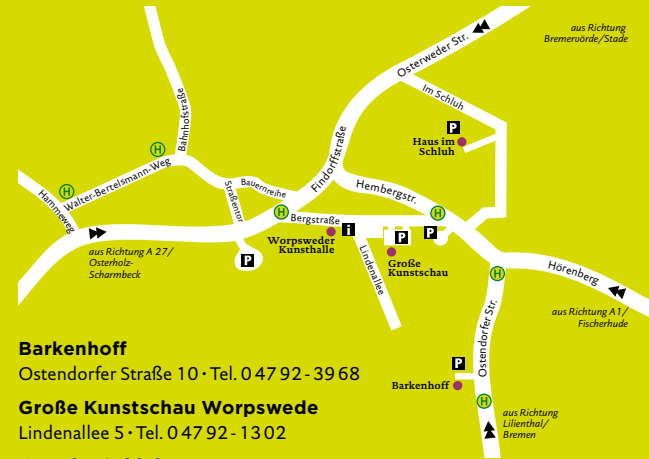 aus Richtung
Bremervörde/Stade
Osterweder Str.
Im Schluh
P
Haus im
Schluh
Bahnhofstraße
H
Walter-Bertelsmann-Weg
H
Hammeweg
Findorffstraße
Bauernreihe
Straßentor
Hembergstr.
H
Bergstraße
H
i
P
P
Worpsweder
Kunsthalle
Lindenallee
Große
Kunstschau
P
aus Richtung A 27/
Osterholz-
Scharmbeck
H
Hörenberg
aus Richtung A1/
Fischerhude
Ostendorfer Str.
P
Barkenhoff
H
aus Richtung
Lilienthal/
Bremen
Barkenhoff
Ostendorfer Straße 10 · Tel. 0 47 92 - 39 68
Große Kunstschau Worpswede
Lindenallee 5 · Tel. 0 47 92 - 13 02